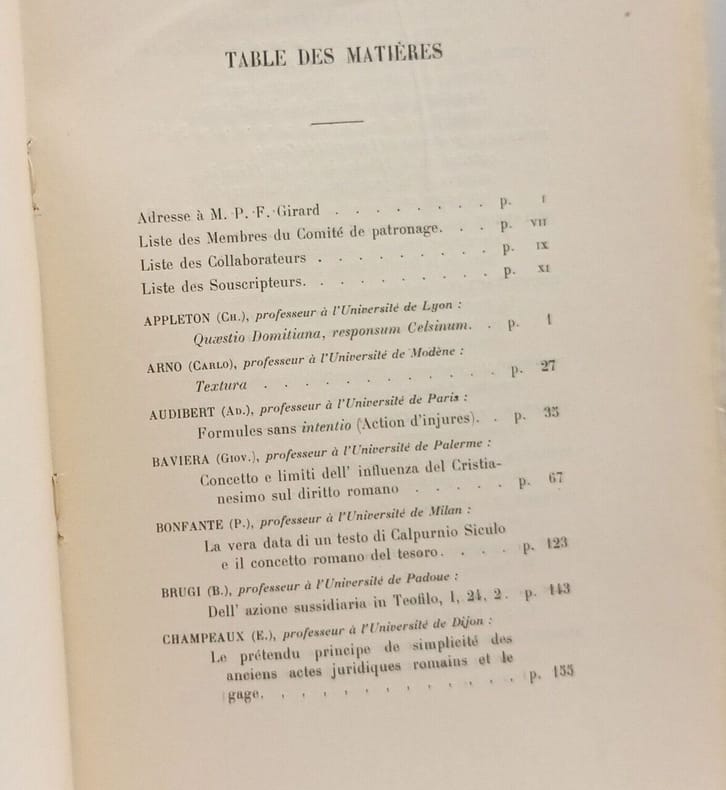 TABLE DES MATIÈRES
Adresse à M. P. F. Girard . . . . . . . . p. I
Liste des Membres du Comité de patronage. . . p. VII
Liste des Collaborateurs . . . . . . . . p. IX
Liste des Souscripteurs. . . . . . . . . p. XI
APPLETON (CH.), professeur à l'Université de Lyon :
Quæstio Domitiana, responsum Celsinum. . p. 1
ARNO (CARLO), professeur à l'Université de Modène :
Textura . . . . . . . . . . . p. 27
AUDIBERT (AD.), professeur à l'Université de Paris :
Formules sans intentio (Action d'injures). . p. 35
BAVIERA (GIOV.), professeur à l'Université de Palerme :
Concetto e limiti dell' influenza del Cristia-
nesimo sul diritto romano . . . . . p. 67
BONFANTE (P.), professeur à l'Université de Milan :
La vera data di un testo di Calpurnio Siculo
e il concetto romano del tesoro. . . . p. 123
BRUGI (B.), professeur à l'Université de Padoue :
Dell' azione sussidiaria in Teofilo, 1, 24, 2. p. 143
CHAMPEAUX (E.), professeur à l'Université de Dijon :
Le prétendu principe de simplicité des
anciens actes juridiques romains et le
gage. . . . . . . . . . . . p. 155